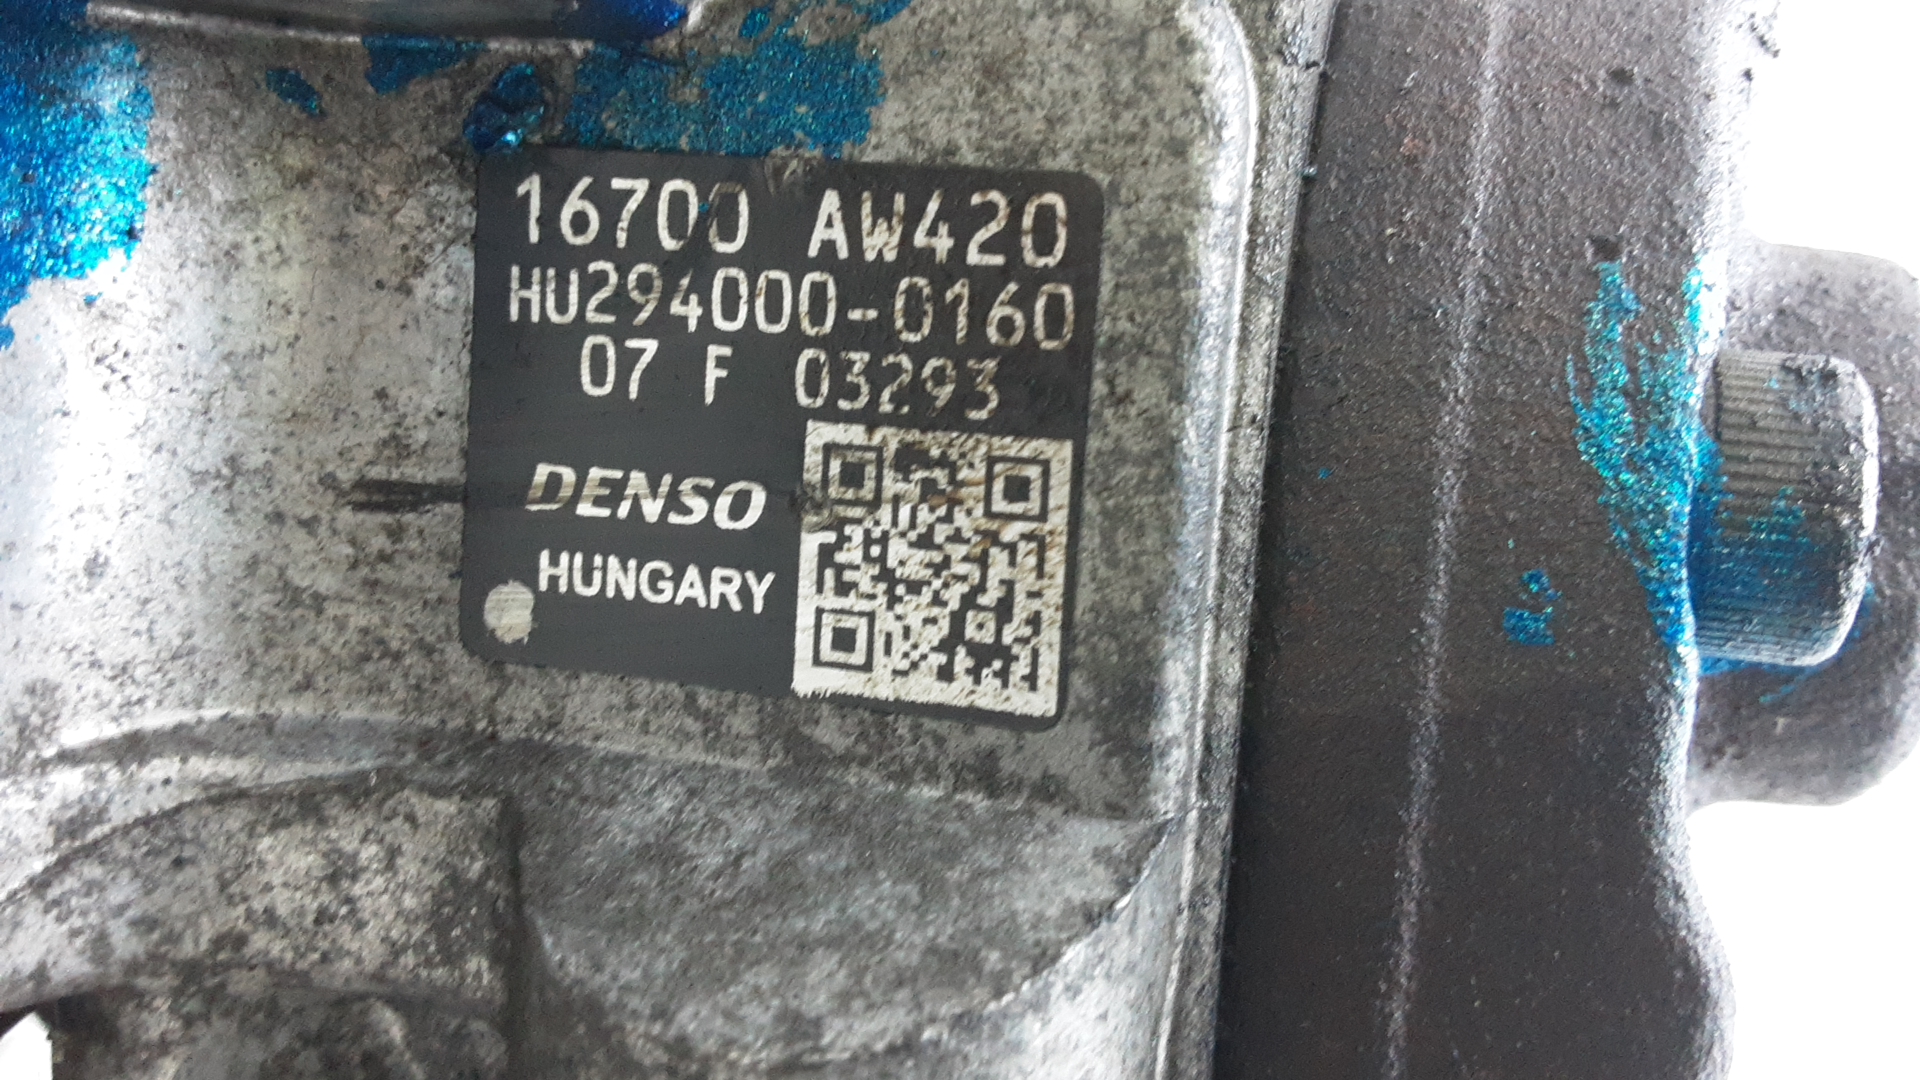 16700 AW420
HU294000-0160
07 F 03293
DENSO
HUNGARY